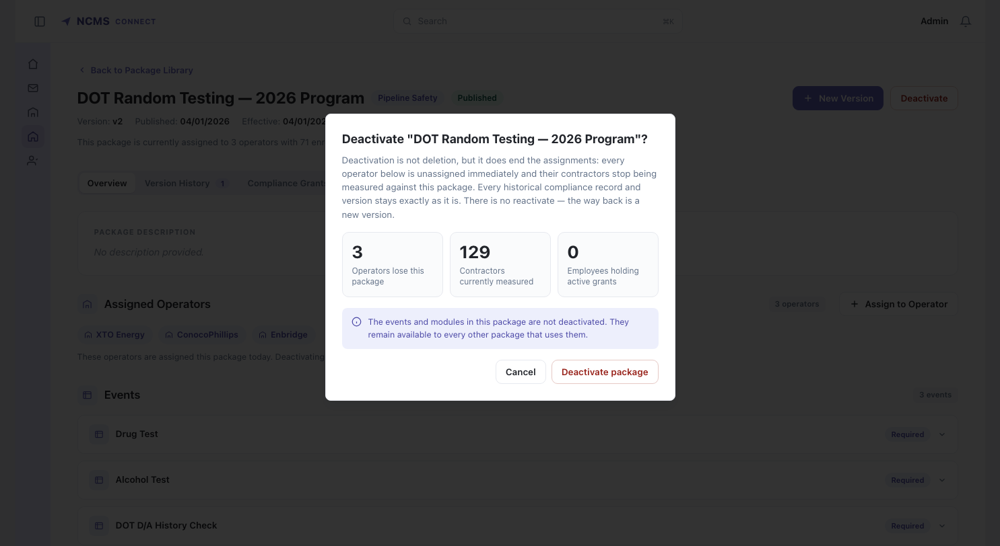 NCMS CONNECT
Search
⌘K
Admin
Back to Package Library
DOT Random Testing — 2026 Program
Pipeline Safety
Published
New Version
Deactivate
Version: v2 Published: 04/01/2026 Effective: 04/01/202
This package is currently assigned to 3 operators with 71 enr
Overview
Version History 1
Compliance Grants
PACKAGE DESCRIPTION
No description provided.
Assigned Operators
3 operators
Assign to Operator
XTO Energy
ConocoPhillips
Enbridge
These operators are assigned this package today. Deactivating
Events
3 events
Drug Test
Required
Alcohol Test
Required
DOT D/A History Check
Required
Deactivate "DOT Random Testing — 2026 Program"?
Deactivation is not deletion, but it does end the assignments: every
operator below is unassigned immediately and their contractors stop being
measured against this package. Every historical compliance record and
version stays exactly as it is. There is no reactivate — the way back is a
new version.
3
Operators lose this
package
129
Contractors
currently measured
0
Employees holding
active grants
The events and modules in this package are not deactivated. They
remain available to every other package that uses them.
Cancel
Deactivate package